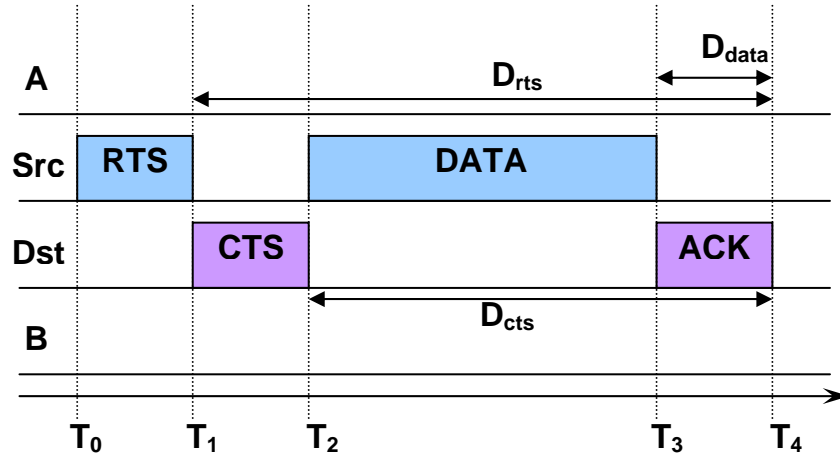 D_data
A D_rts
Src RTS DATA
Dst CTS ACK
D_cts
B
T_0 T_1 T_2 T_3 T_4